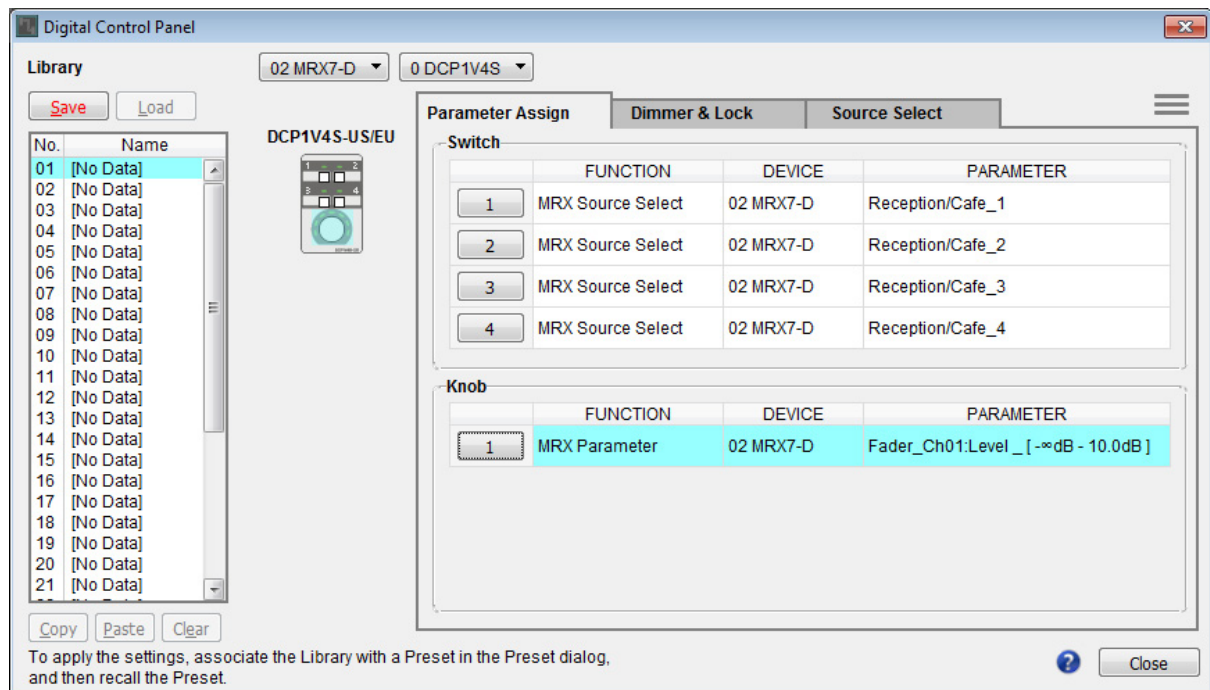 Digital Control Panel
Library
02 MRX7-D
0 DCP1V4S
Save
Load
No. Name
01 [No Data]
02 [No Data]
03 [No Data]
04 [No Data]
05 [No Data]
06 [No Data]
07 [No Data]
08 [No Data]
09 [No Data]
10 [No Data]
11 [No Data]
12 [No Data]
13 [No Data]
14 [No Data]
15 [No Data]
16 [No Data]
17 [No Data]
18 [No Data]
19 [No Data]
20 [No Data]
21 [No Data]
Copy Paste Clear
DCP1V4S-US/EU
1 2
3 4
Parameter Assign Dimmer & Lock Source Select
Switch
FUNCTION DEVICE PARAMETER
1 MRX Source Select 02 MRX7-D Reception/Cafe_1
2 MRX Source Select 02 MRX7-D Reception/Cafe_2
3 MRX Source Select 02 MRX7-D Reception/Cafe_3
4 MRX Source Select 02 MRX7-D Reception/Cafe_4
Knob
FUNCTION DEVICE PARAMETER
1 MRX Parameter 02 MRX7-D Fader_Ch01:Level _ [ -∞dB - 10.0dB ]
To apply the settings, associate the Library with a Preset in the Preset dialog,
and then recall the Preset.
?
Close